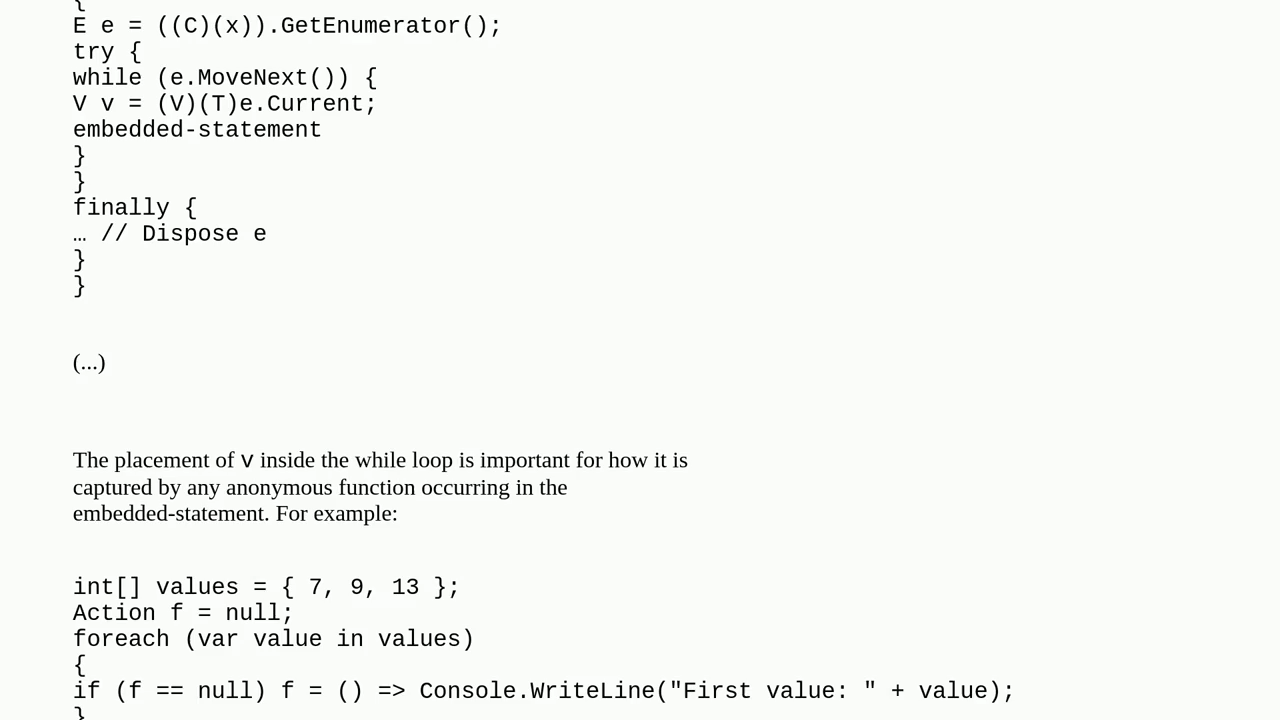 {
E e = ((C)(x)).GetEnumerator();
try {
while (e.MoveNext()) {
V v = (V)(T)e.Current;
embedded-statement
}
}
finally {
… // Dispose e
}
}
(...)
The placement of v inside the while loop is important for how it is
captured by any anonymous function occurring in the
embedded-statement. For example:
int[] values = { 7, 9, 13 };
Action f = null;
foreach (var value in values)
{
if (f == null) f = () => Console.WriteLine("First value: " + value);
}